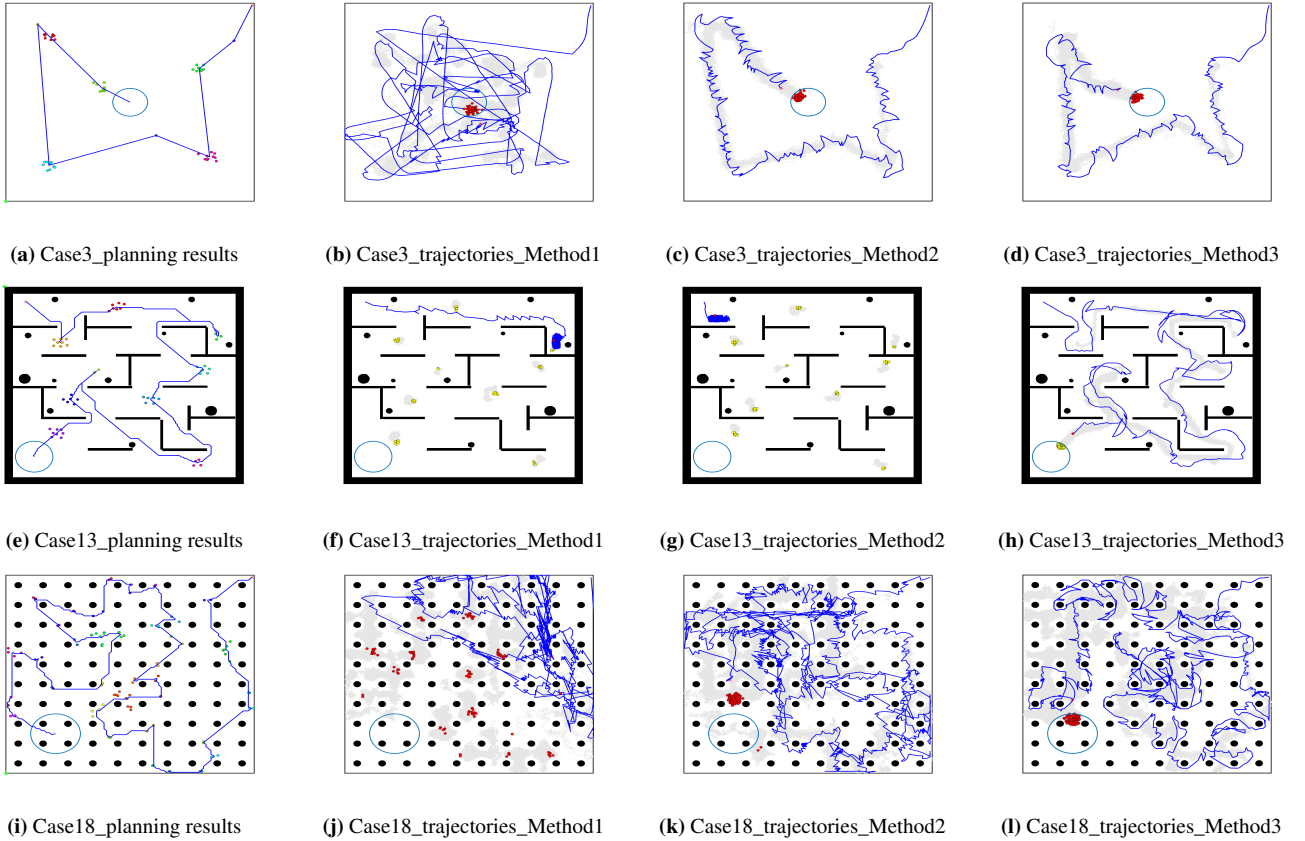 (a) Case3_planning results
(b) Case3_trajectories_Method1
(c) Case3_trajectories_Method2
(d) Case3_trajectories_Method3
(e) Case13_planning results
(f) Case13_trajectories_Method1
(g) Case13_trajectories_Method2
(h) Case13_trajectories_Method3
(i) Case18_planning results
(j) Case18_trajectories_Method1
(k) Case18_trajectories_Method2
(l) Case18_trajectories_Method3